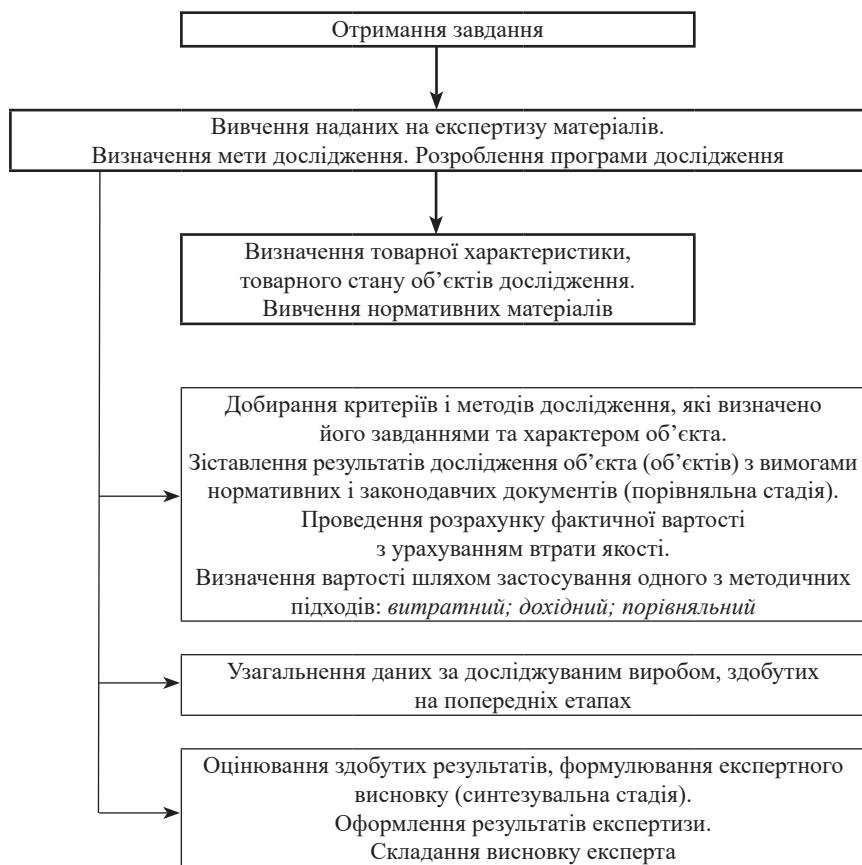 Отримання завдання
Вивчення наданих на експертизу матеріалів.
Визначення мети дослідження. Розроблення програми дослідження
Визначення товарної характеристики,
товарного стану об’єктів дослідження.
Вивчення нормативних матеріалів
Добирання критеріїв і методів дослідження, які визначено
його завданнями та характером об’єкта.
Зіставлення результатів дослідження об’єкта (об’єктів) з вимогами
нормативних і законодавчих документів (порівняльна стадія).
Проведення розрахунку фактичної вартості
з урахуванням втрати якості.
Визначення вартості шляхом застосування одного з методичних
підходів: витратний; дохідний; порівняльний
Узагальнення даних за досліджуваним виробом, здобутих
на попередніх етапах
Оцінювання здобутих результатів, формулювання експертного
висновку (синтезувальна стадія).
Оформлення результатів експертизи.
Складання висновку експерта